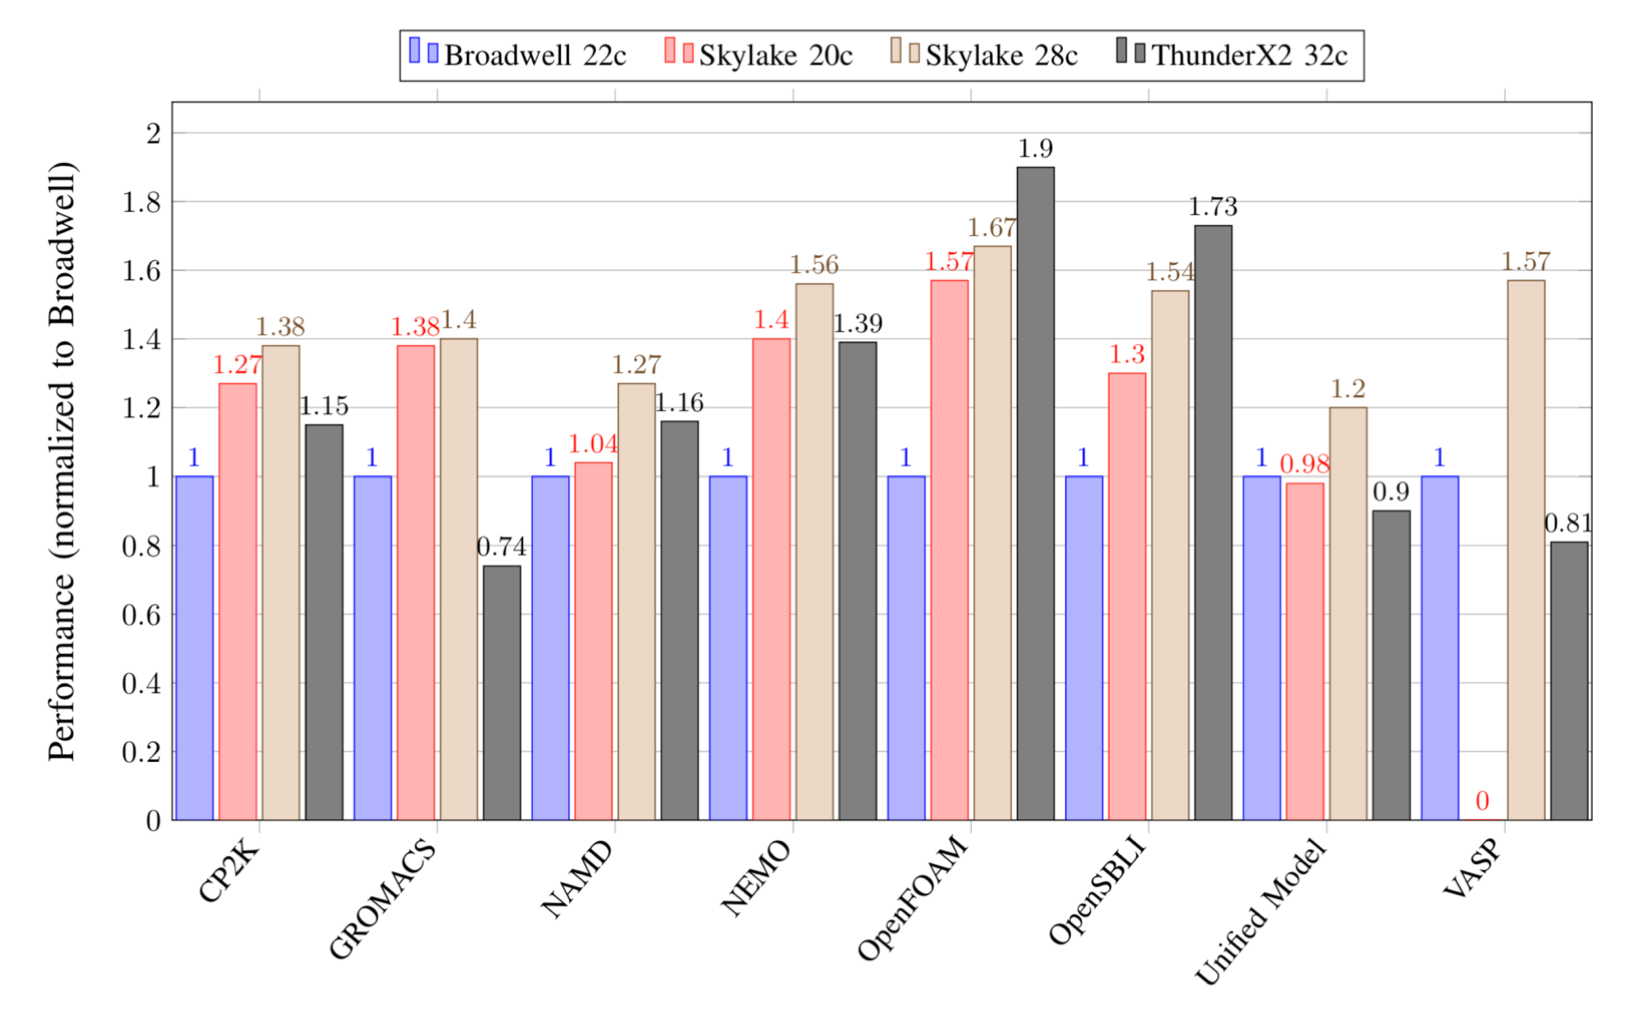 Broadwell 22c Skylake 20c Skylake 28c ThunderX2 32c
Performance (normalized to Broadwell)
2
1.8
1.6
1.4
1.2
1
0.8
0.6
0.4
0.2
0
1 1.27 1.38 1.15
1 1.38 1.4 0.74
1 1.04 1.27 1.16
1 1.4 1.56 1.39
1 1.57 1.67 1.9
1 1.3 1.54 1.73
1 0.98 1.2 0.9
1 0 1.57 0.81
CP2K
GROMACS
NAMD
NEMO
OpenFOAM
OpenSBLI
Unified Model
VASP